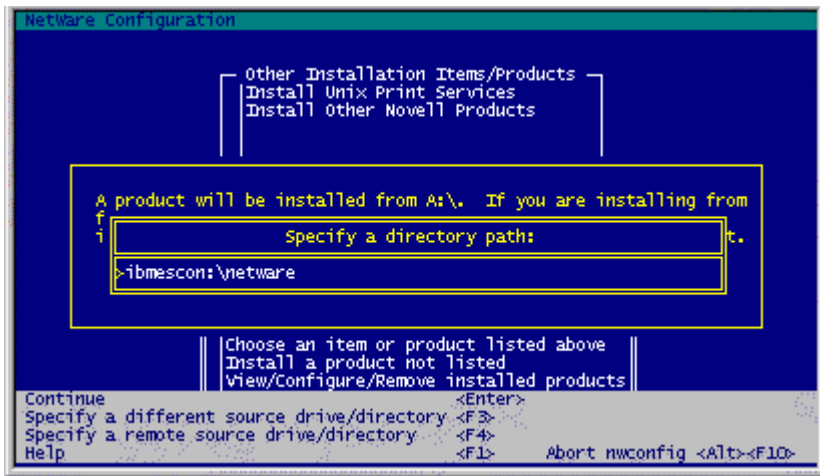 NetWare Configuration
Other Installation Items/Products
Install Unix Print Services
Install Other Novell Products
A product will be installed from A:\. If you are installing from
f
i t.
Specify a directory path:
>ibmescon:\netware
Choose an item or product listed above
Install a product not listed
View/Configure/Remove installed products
Continue <Enter>
Specify a different source drive/directory <F3>
Specify a remote source drive/directory <F4>
Help <F1> Abort nwconfig <Alt><F10>